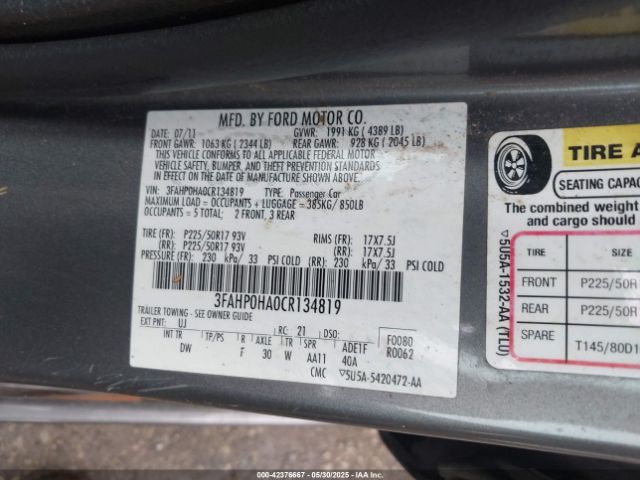 MFD. BY FORD MOTOR CO.
DATE: 07/11 GVWR: 1991 KG ( 4389 LB)
FRONT GAWR: 1063 KG ( 2344 LB) REAR GAWR: 928 KG ( 2045 LB)
THIS VEHICLE CONFORMS TO ALL APPLICABLE FEDERAL MOTOR
VEHICLE SAFETY, BUMPER, AND THEFT PREVENTION STANDARDS
IN EFFECT ON THE DATE OF MANUFACTURE SHOWN ABOVE.
VIN: 3FAHP0HA0CR134819 TYPE: Passenger Car
MAXIMUM LOAD = OCCUPANTS + LUGGAGE = 385KG/ 850LB
OCCUPANTS = 5 TOTAL: 2 FRONT, 3 REAR
TIRE (FR): P225/50R17 93V RIMS (FR): 17X7.5J
(RR): P225/50R17 93V (RR): 17X7.5J
PRESSURE (FR): 230 kPa/ 33 PSI COLD (RR): 230 kPa/ 33 PSI COLD
3FAHP0HA0CR134819
TRAILER TOWING - SEE OWNER GUIDE
EXT PNT: UJ RC: 21 DSO: F0080
INT TR TP/PS R AXLE TR SPR ADE1F R0062
DW F 30 W AA11 40A
CMC ▽5U5A-5420472-AA
TIRE A
SEATING CAPACITY
The combined weight
and cargo should
TIRE SIZE
FRONT P225/50R
REAR P225/50R
SPARE T145/80D1
▽5U5A-1532-AA (TLU)
000-42376667 - 05/30/2025 - IAA Inc.